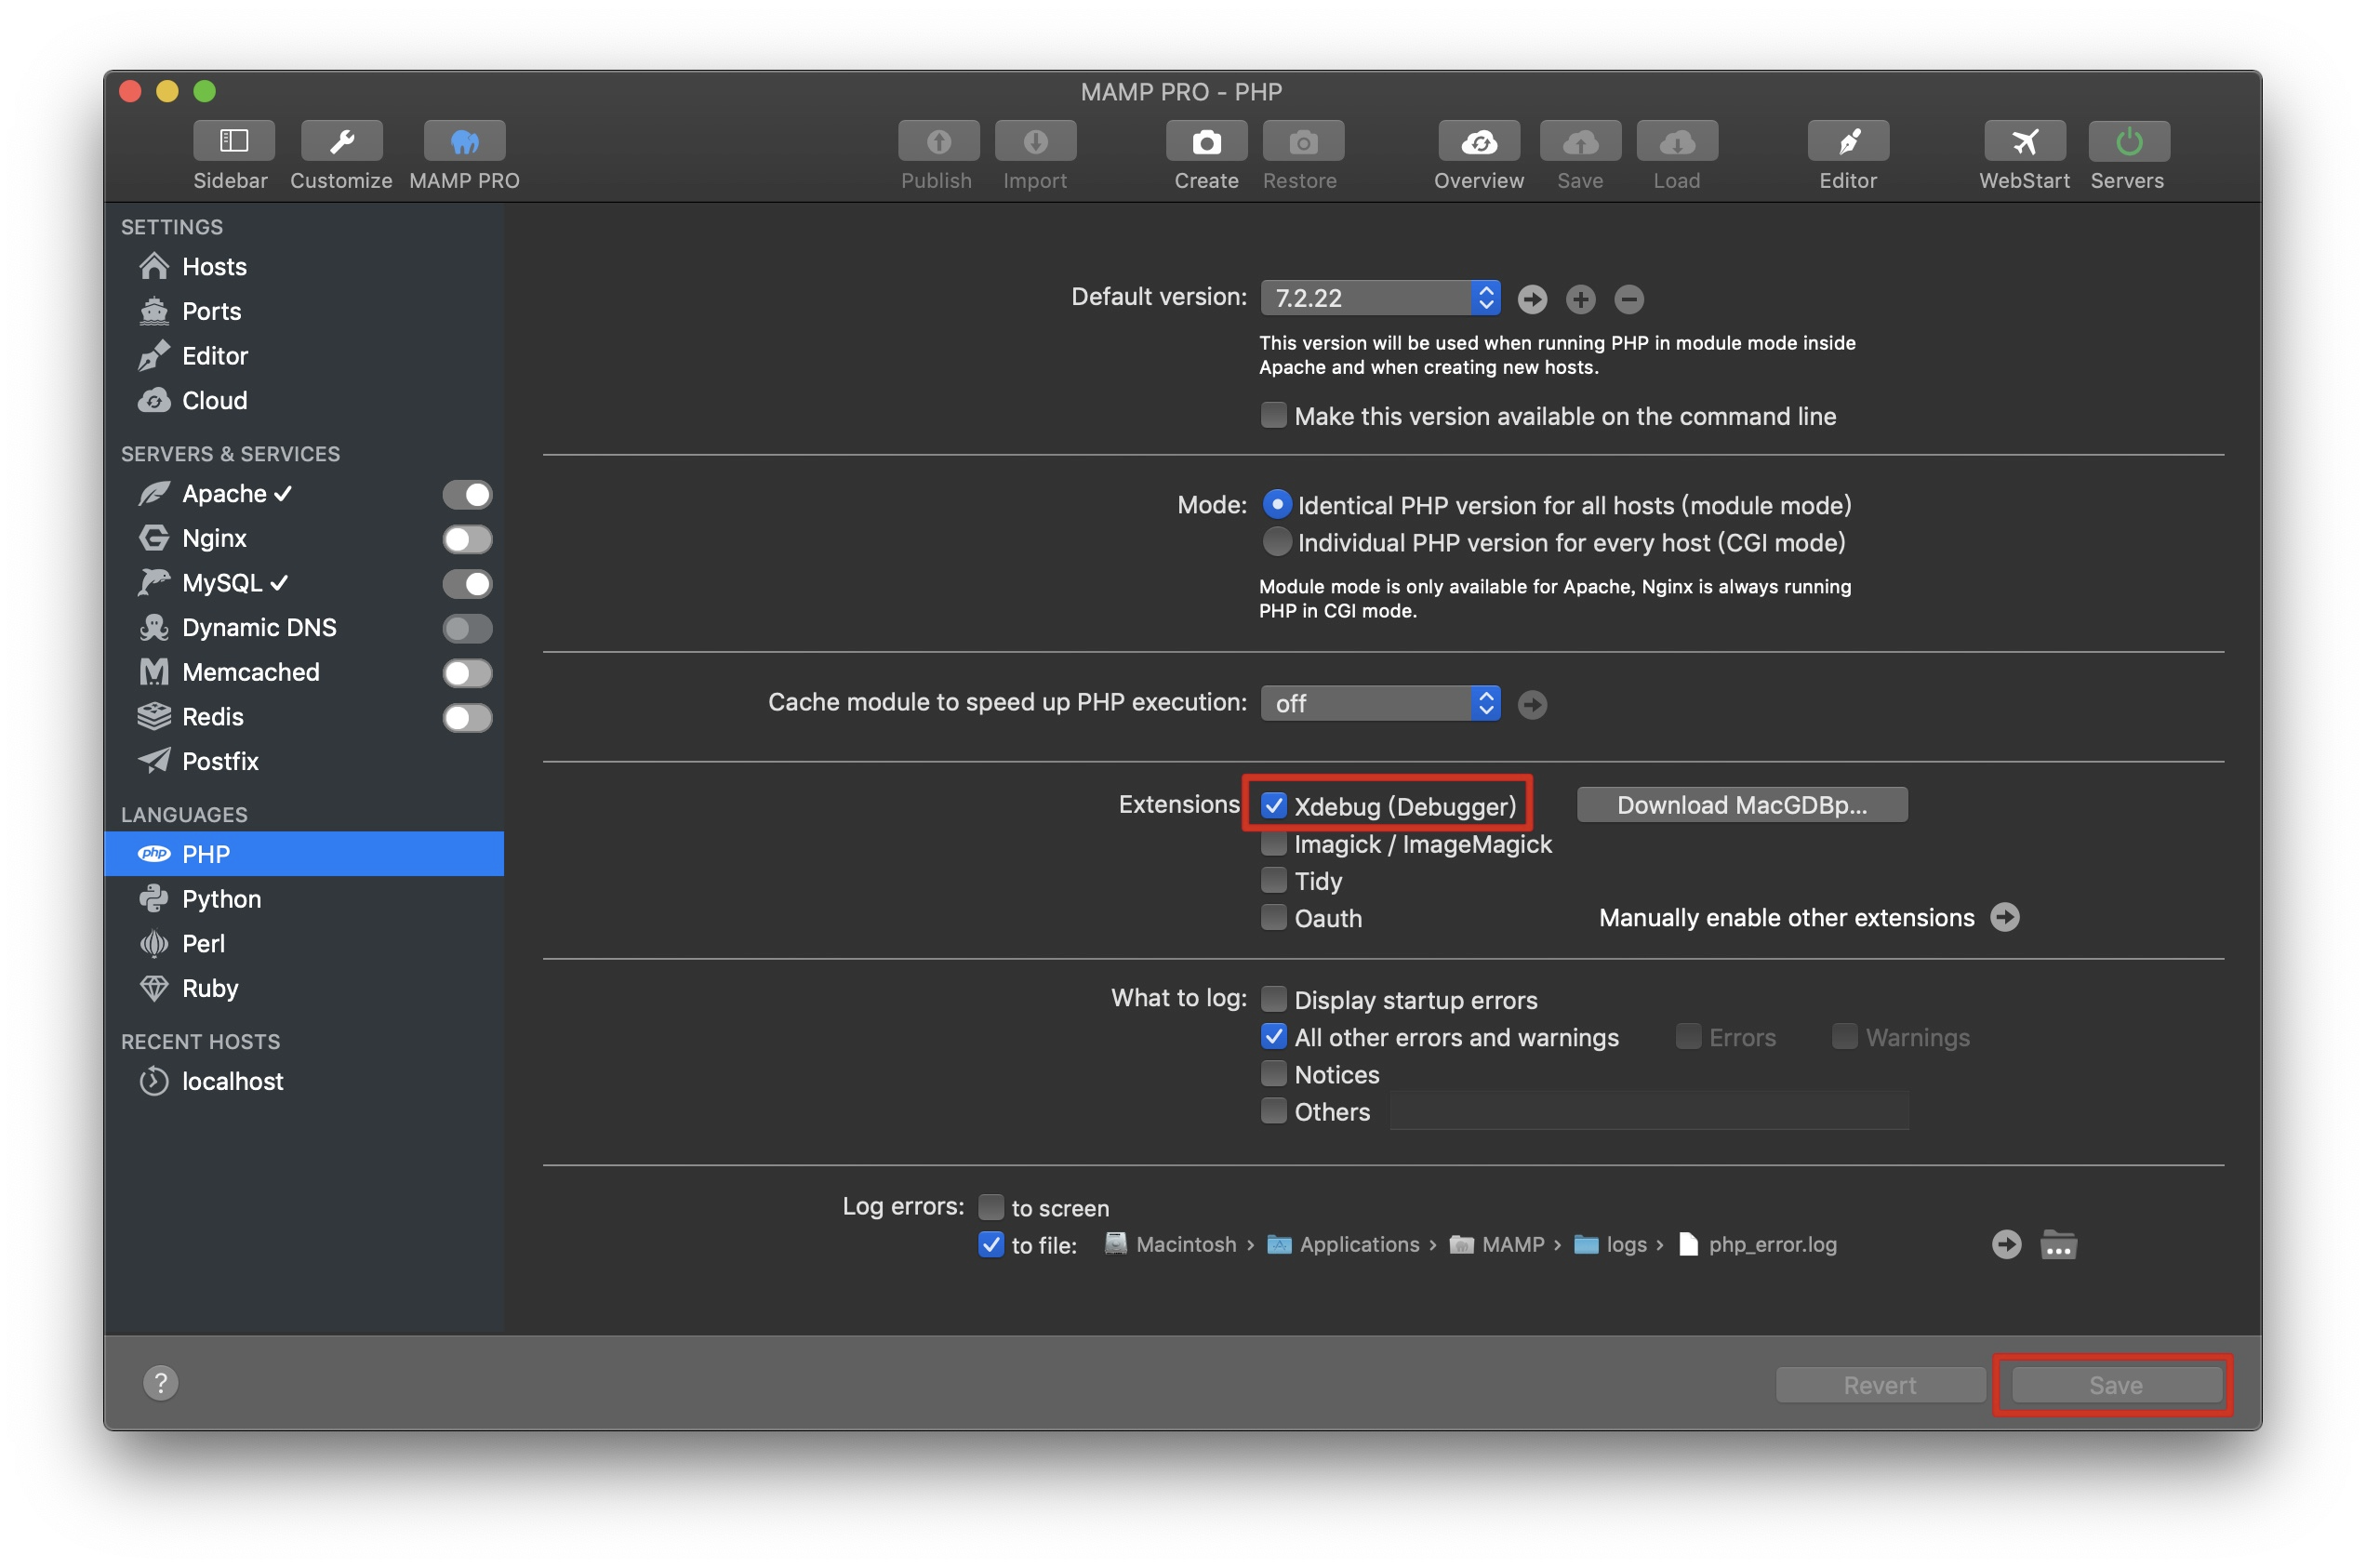 MAMP PRO - PHP
Sidebar Customize MAMP PRO Publish Import Create Restore Overview Save Load Editor WebStart Servers
SETTINGS
Hosts
Ports
Editor
Cloud
SERVERS & SERVICES
Apache
Nginx
MySQL
Dynamic DNS
Memcached
Redis
Postfix
LANGUAGES
php PHP
Python
Perl
Ruby
RECENT HOSTS
localhost
Default version: 7.2.22
This version will be used when running PHP in module mode inside
Apache and when creating new hosts.
Make this version available on the command line
Mode: Identical PHP version for all hosts (module mode)
Individual PHP version for every host (CGI mode)
Module mode is only available for Apache, Nginx is always running
PHP in CGI mode.
Cache module to speed up PHP execution: off
Extensions Xdebug (Debugger) Download MacGDBp...
Imagick / ImageMagick
Tidy
Oauth Manually enable other extensions
What to log: Display startup errors
All other errors and warnings Errors Warnings
Notices
Others
Log errors: to screen
to file: Macintosh › Applications › MAMP › logs › php_error.log
? Revert Save